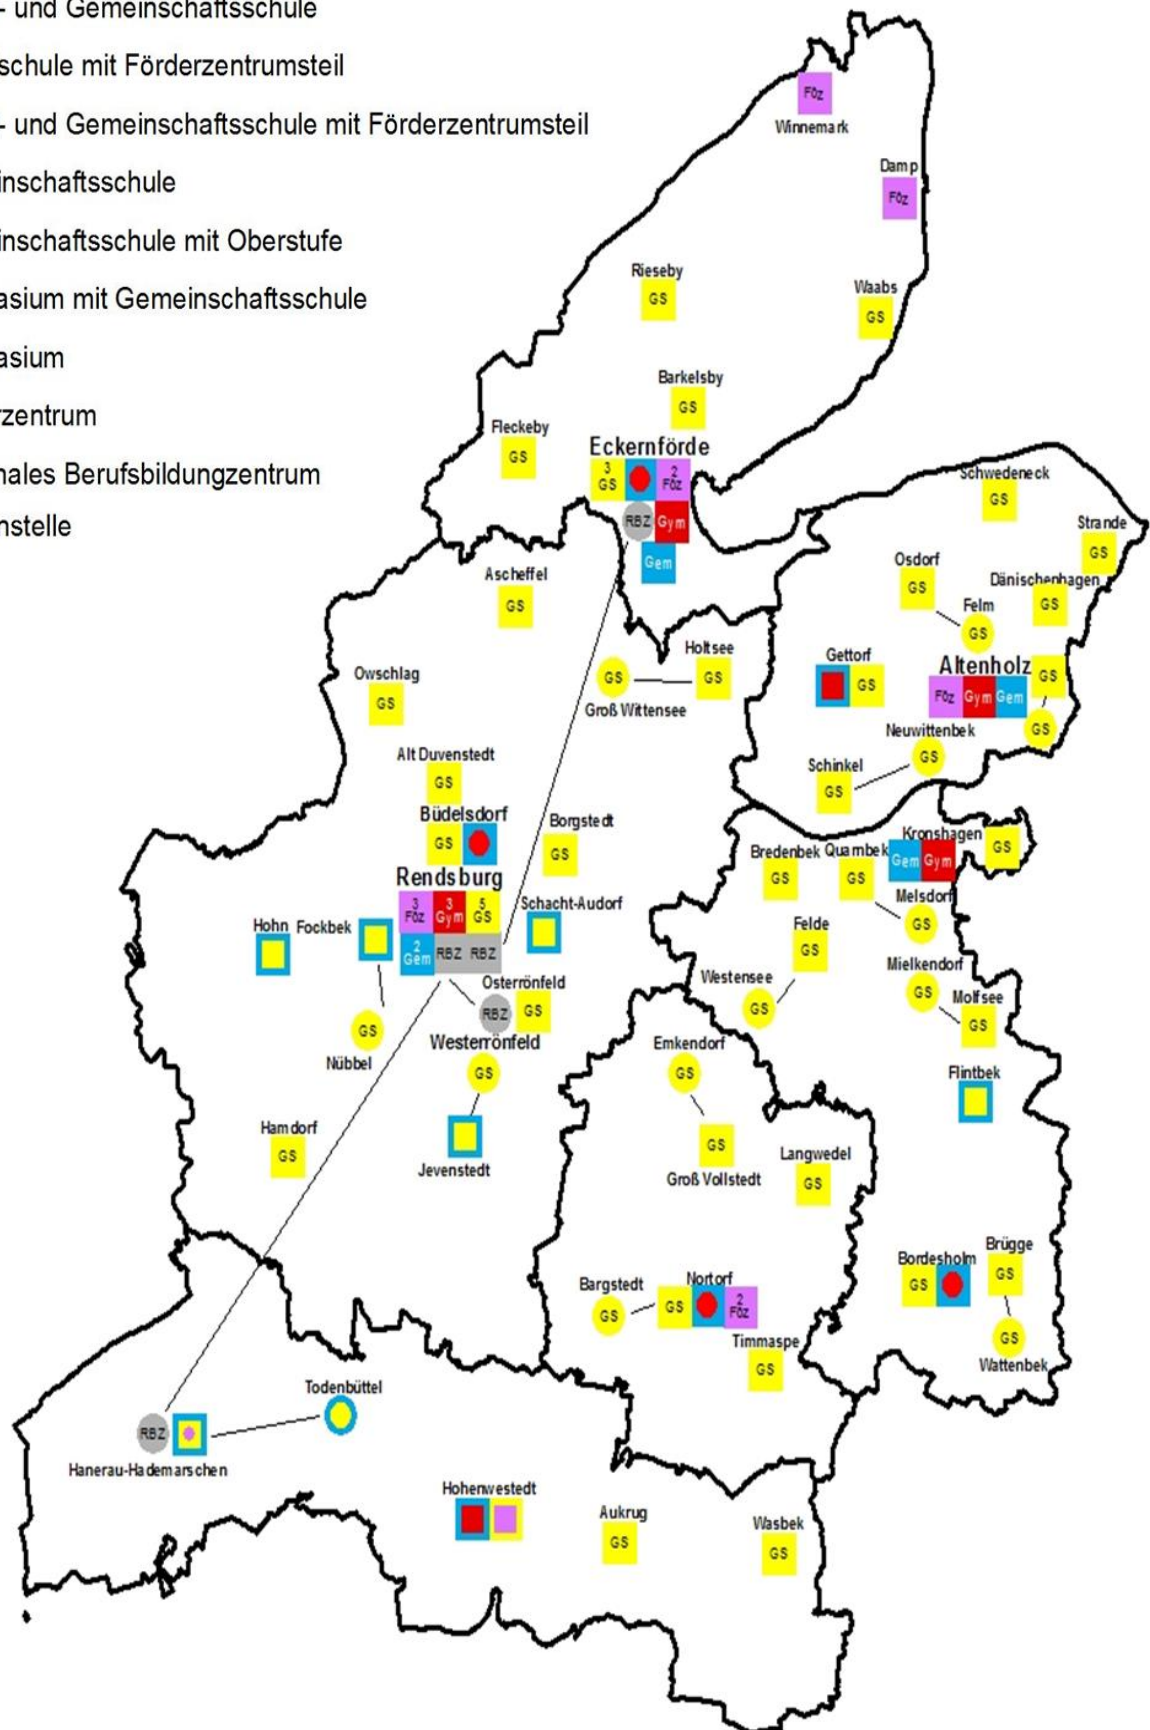 - und Gemeinschaftsschule
schule mit Förderzentrumsteil
- und Gemeinschaftsschule mit Förderzentrumsteil
inschaftsschule
inschaftsschule mit Oberstufe
asium mit Gemeinschaftsschule
asium
rzentrum
nales Berufsbildungzentrum
nstelle
Föz
Winnemark
Damp
Föz
Rieseby
GS
Waabs
GS
Barkelsby
GS
Fleckeby
GS
Eckernförde
3 GS
2 Föz
RBZ Gym
Gem
Schwedeneck
GS
Strande
GS
Osdorf
GS
Dänischenhagen
GS
Felm
GS
Ascheffel
GS
Holtsee
GS GS
Groß Wittensee
Gettorf
GS
Altenholz
GS
Föz Gym Gem
GS
Neuwittenbek
GS
Schinkel
GS
Owschlag
GS
Alt Duvenstedt
GS
Büdelsdorf
GS
Borgstedt
GS
Rendsburg
3 Föz
3 Gym
5 GS
2 Gem
RBZ RBZ
Schacht-Audorf
Hohn Fockbek
Osterrönfeld
RBZ GS
GS
Nübbel
Westerrönfeld
GS
Jevenstedt
Hamdorf
GS
Kronshagen
Gem Gym
GS
Bredenbek Quarnbek
GS GS
Melsdorf
GS
Felde
GS
Westensee
GS
Mielkendorf
GS
Molfsee
GS
Flintbek
Emkendorf
GS
GS
Groß Vollstedt
Langwedel
GS
Bordesholm
GS
Brügge
GS
GS
Wattenbek
Bargstedt
GS
Nortorf
GS
2 Föz
Timmaspe
GS
Todenbüttel
RBZ
Hanerau-Hademarschen
Hohenwestedt
Aukrug
GS
Wasbek
GS